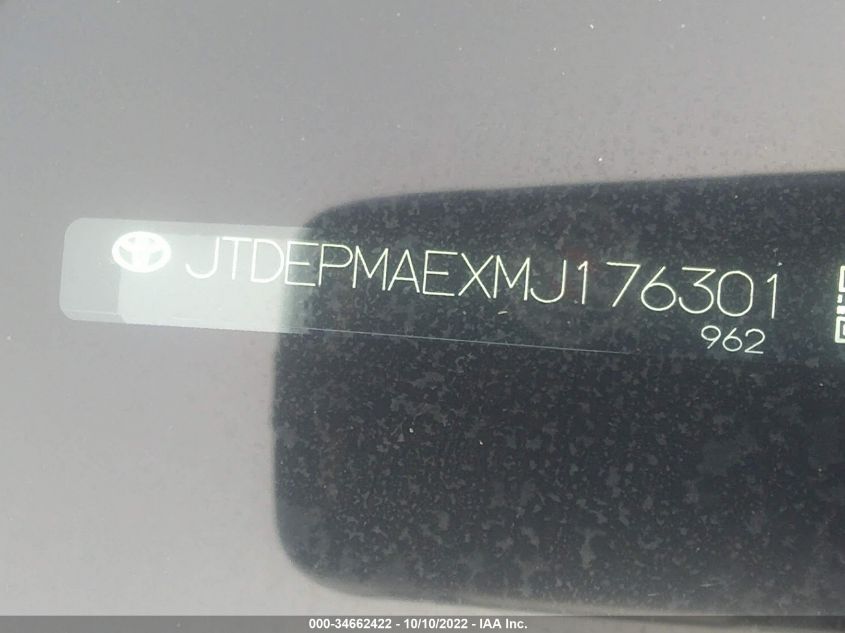 JTDEPMAEXMJ176301
962
000-34662422 - 10/10/2022 - IAA Inc.